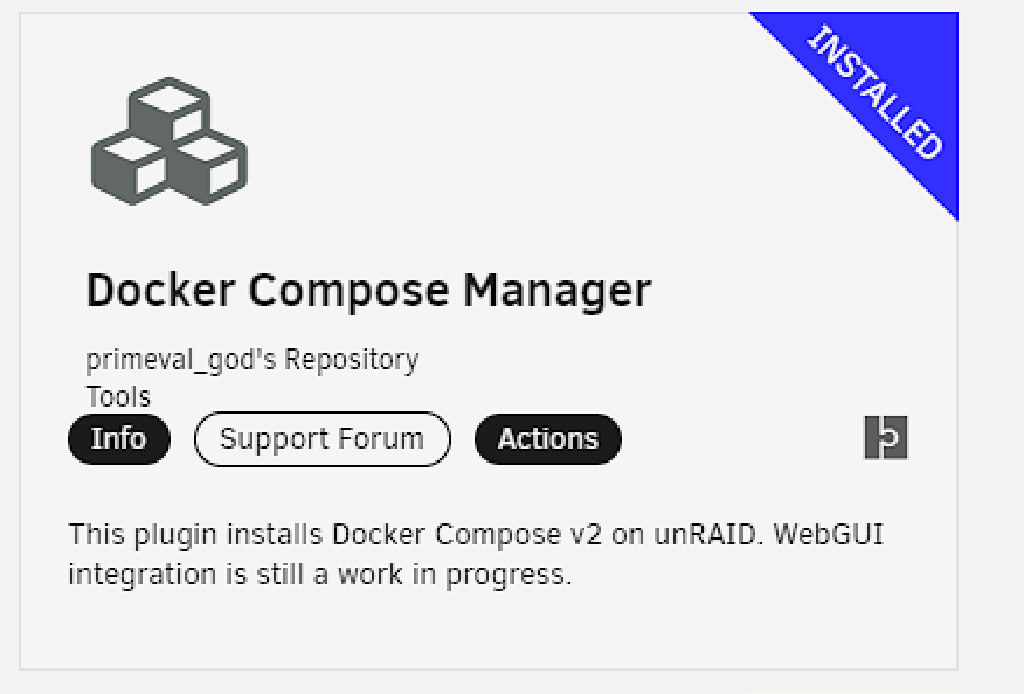 INSTALLED
Docker Compose Manager
primeval_god's Repository
Tools
Info Support Forum Actions
This plugin installs Docker Compose v2 on unRAID. WebGUI
integration is still a work in progress.